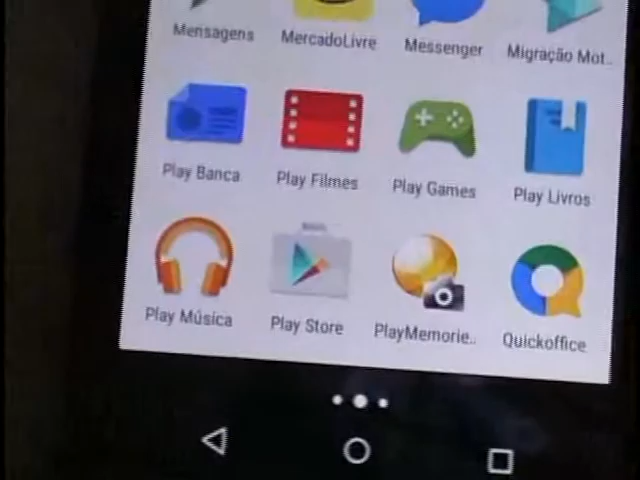 Mensagens MercadoLivre Messenger Migração Mot..
Play Banca Play Filmes Play Games Play Livros
Play Música Play Store PlayMemorie.. Quickoffice